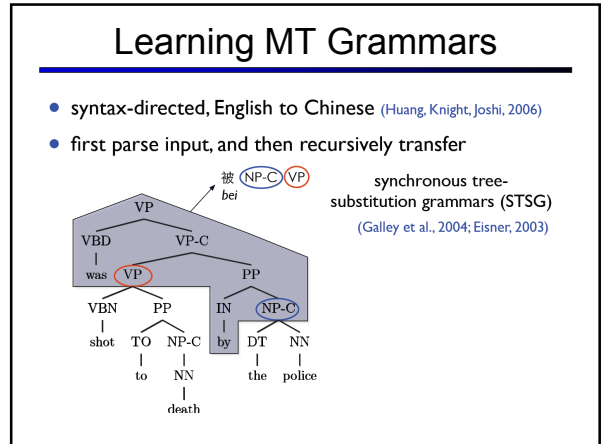 Learning MT Grammars
• syntax-directed, English to Chinese (Huang, Knight, Joshi, 2006)
• first parse input, and then recursively transfer
被 NP-C VP
bei
synchronous tree-
substitution grammars (STSG)
(Galley et al., 2004; Eisner, 2003)
VP
VBD VP-C
was VP PP
VBN PP IN NP-C
shot TO NP-C by DT NN
to NN the police
death